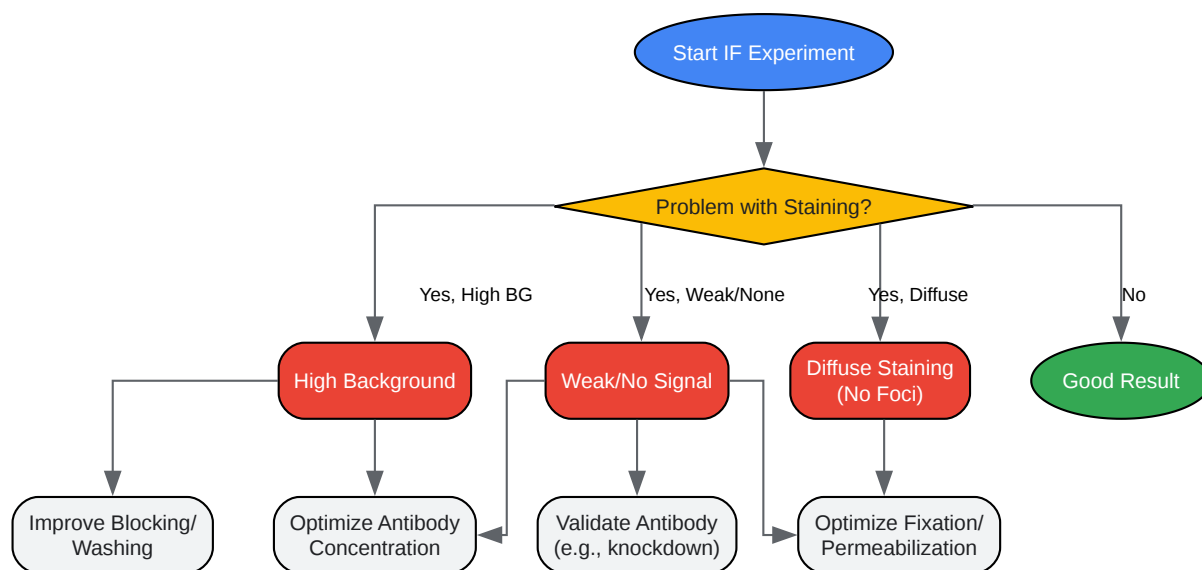 Start IF Experiment
Problem with Staining?
Yes, High BG
Yes, Weak/None
Yes, Diffuse
No
High Background
Weak/No Signal
Diffuse Staining
(No Foci)
Good Result
Improve Blocking/
Washing
Optimize Antibody
Concentration
Validate Antibody
(e.g., knockdown)
Optimize Fixation/
Permeabilization